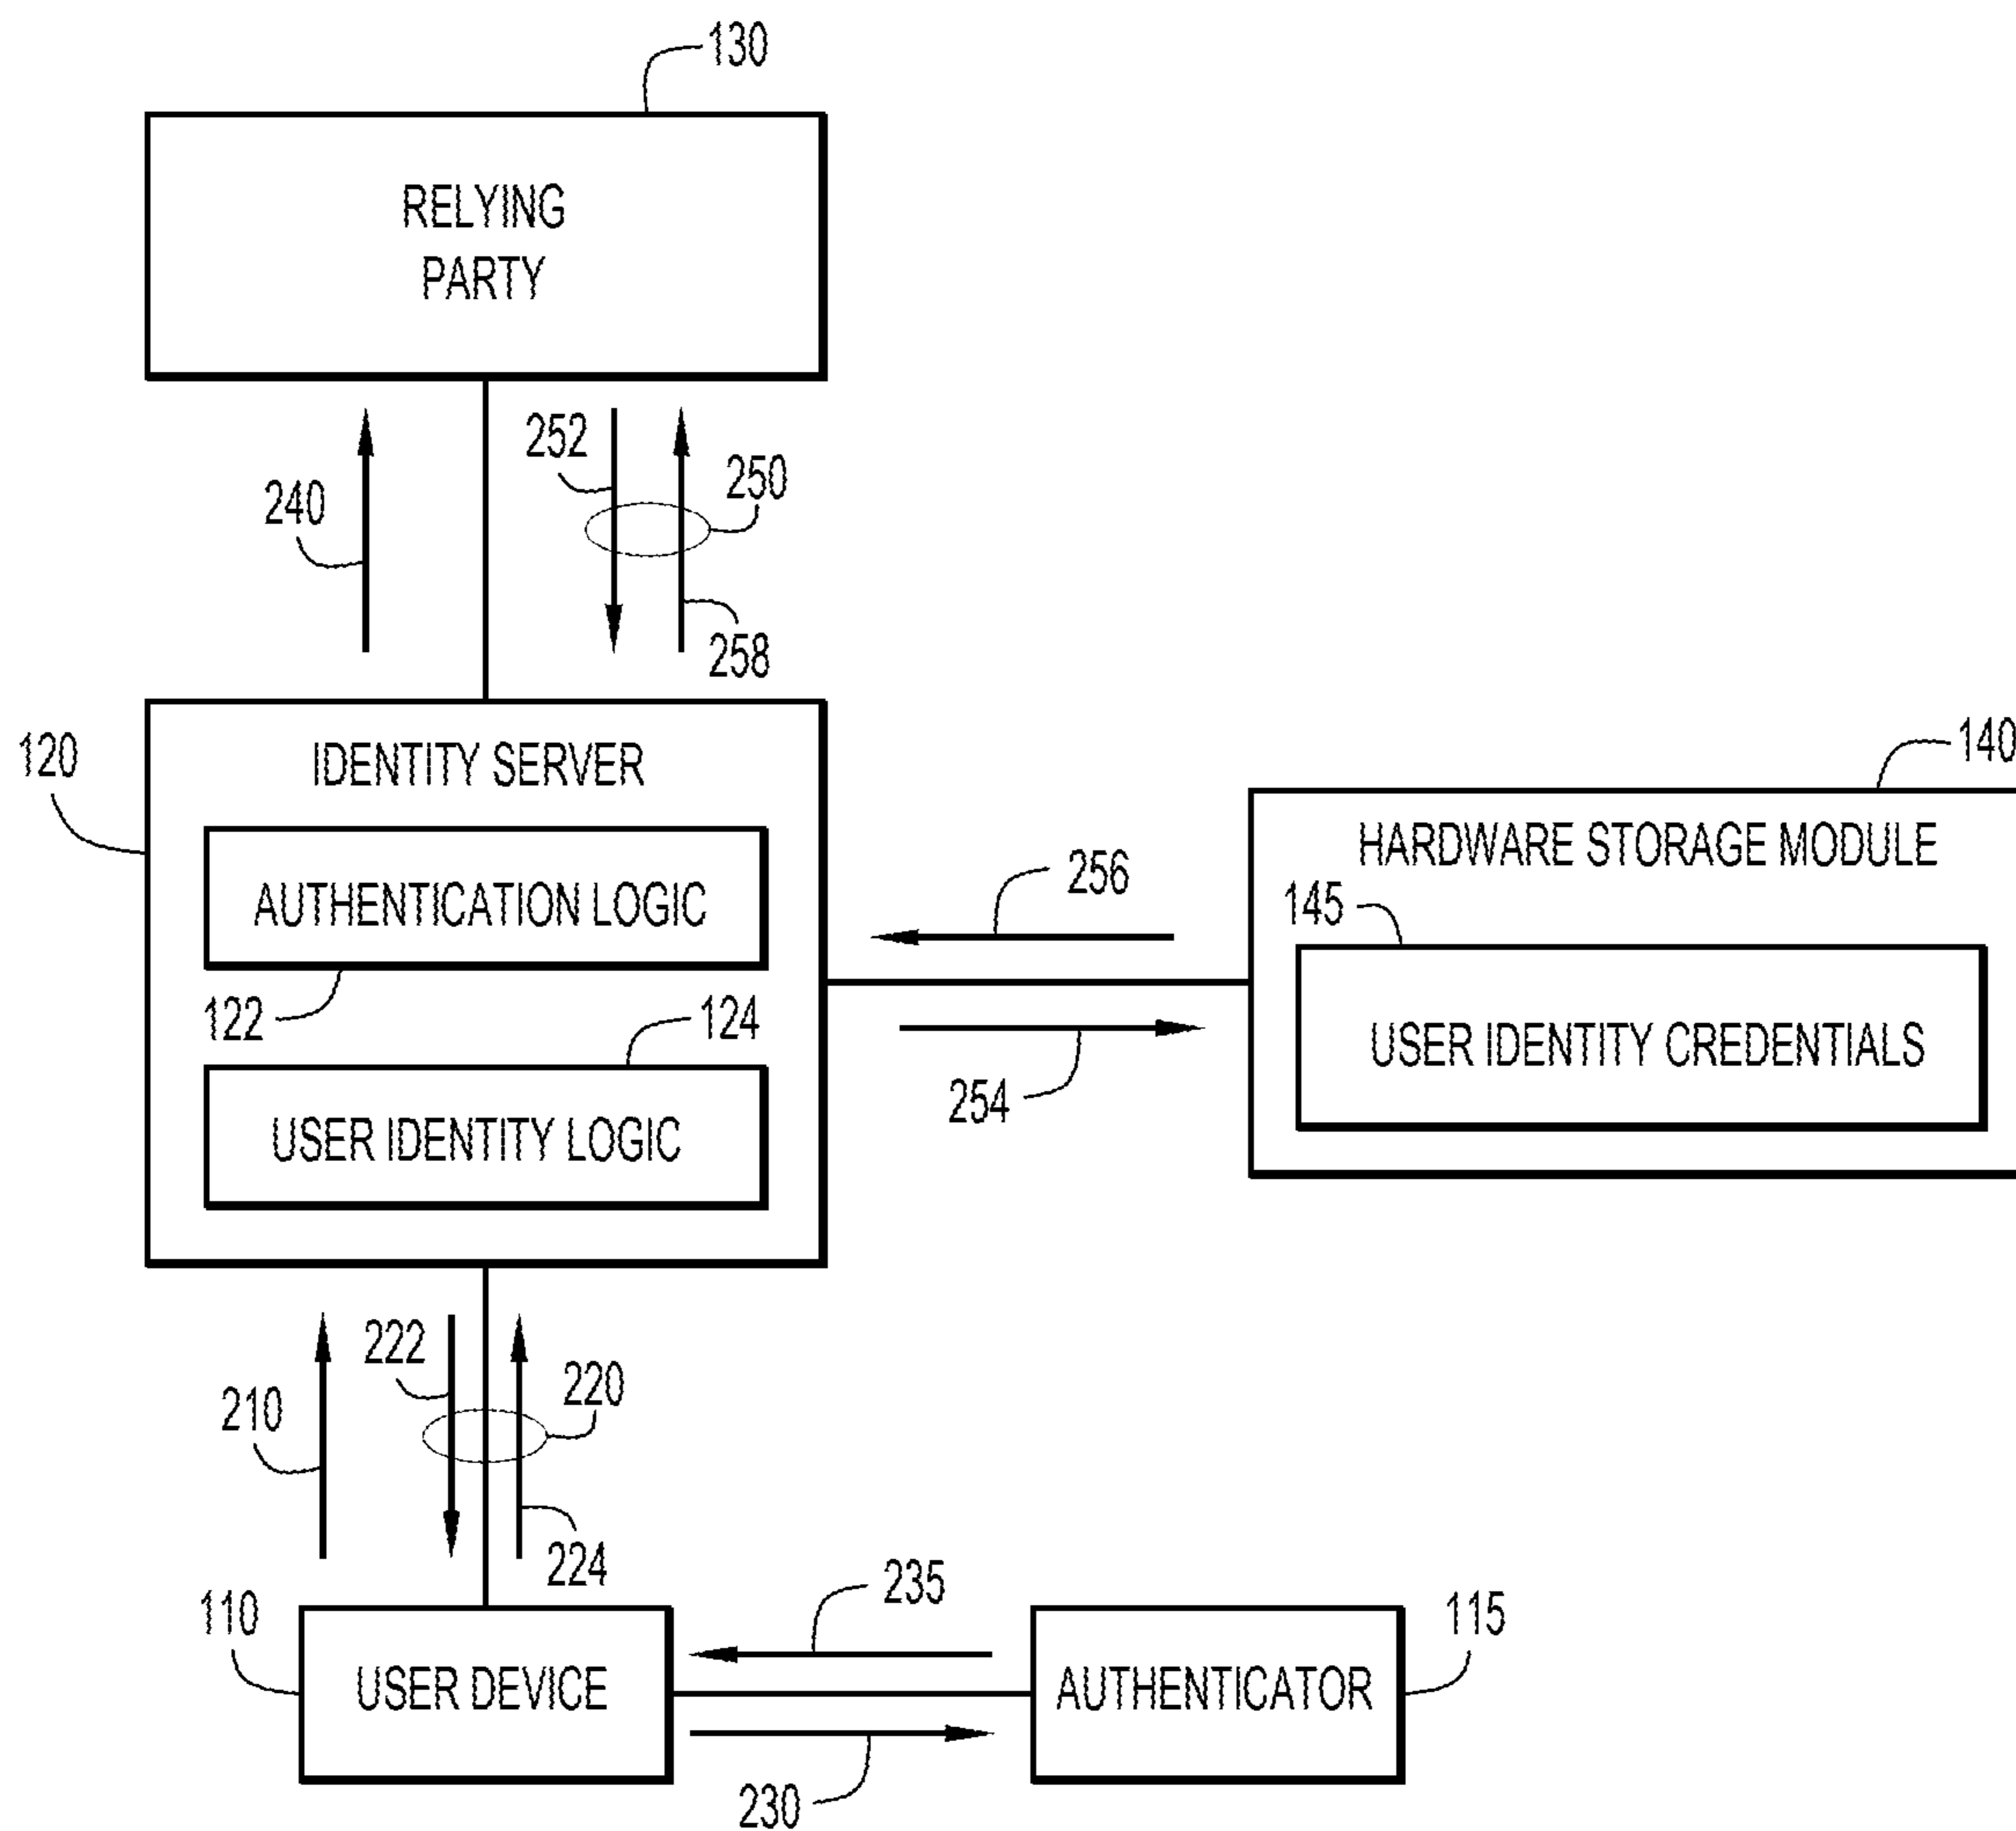 130
RELYING
PARTY
252
250
240
258
120
IDENTITY SERVER
140
HARDWARE STORAGE MODULE
256
145
AUTHENTICATION LOGIC
122
124
USER IDENTITY CREDENTIALS
254
USER IDENTITY LOGIC
222
220
210
224
235
110
115
USER DEVICE
AUTHENTICATOR
230